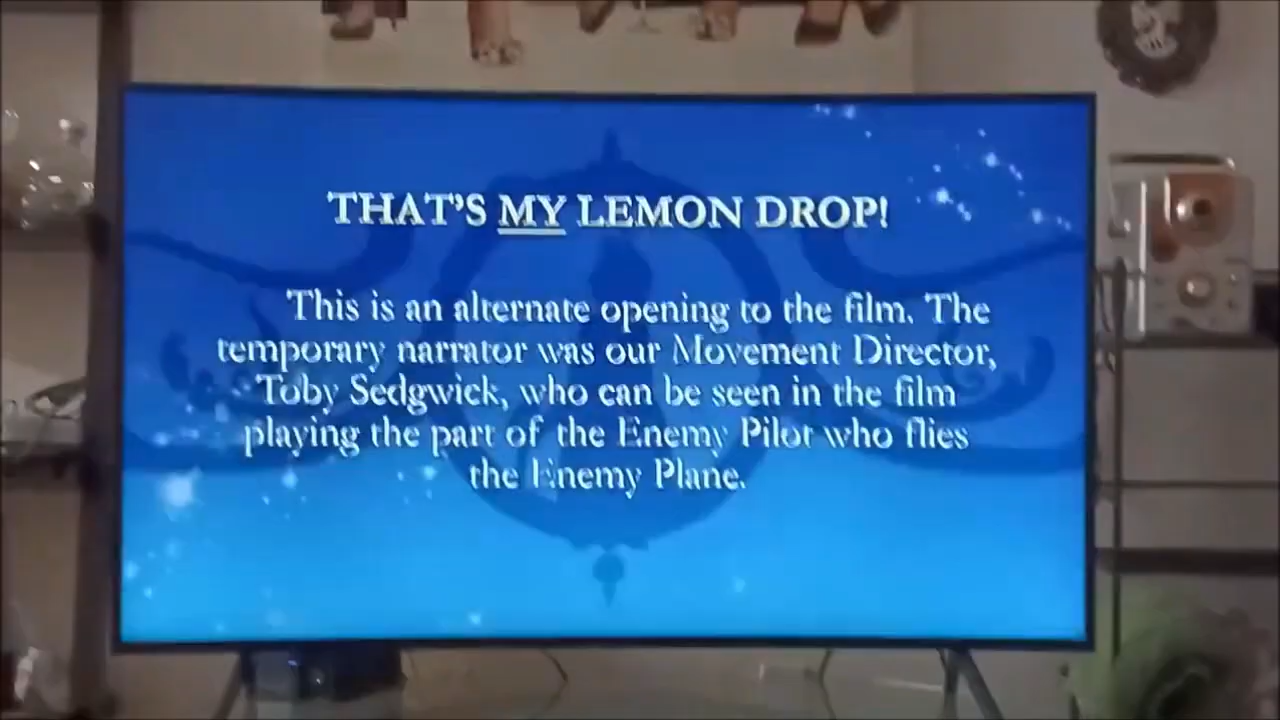 THAT'S MY LEMON DROP!
This is an alternate opening to the film. The
temporary narrator was our Movement Director,
Toby Sedgwick, who can be seen in the film
playing the part of the Enemy Pilot who flies
the Enemy Plane.